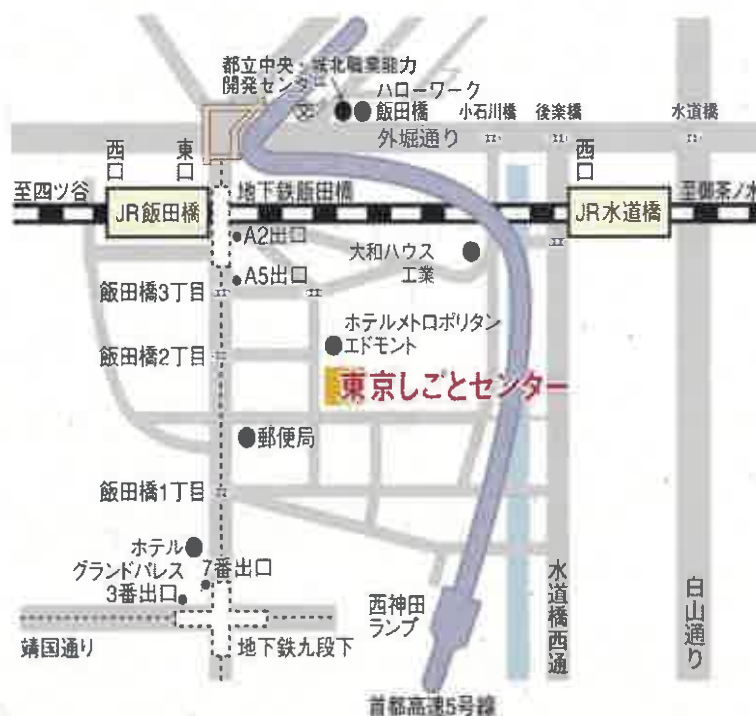 都立中央・城北職業能力
開発センター
ハローワーク
飯田橋
小石川橋
後楽橋
水道橋
外堀通り
西口
東口
西口
至四ツ谷
地下鉄飯田橋
至御茶ノ水
JR飯田橋
JR水道橋
A2出口
大和ハウス
工業
A5出口
飯田橋3丁目
ホテルメトロポリタン
エドモント
飯田橋2丁目
東京しごとセンター
郵便局
飯田橋1丁目
ホテル
グランドパレス
7番出口
3番出口
西神田
ランプ
水道橋西通
白山通り
靖国通り
地下鉄九段下
首都高速5号線